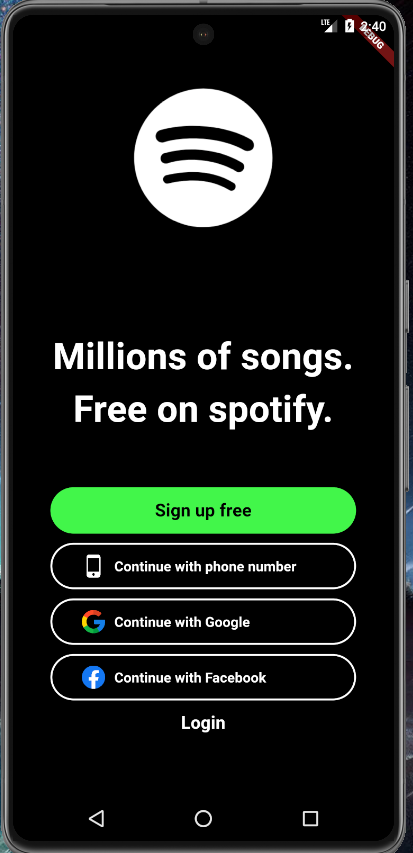 LTE 2:40
DEBUG
Millions of songs.
Free on spotify.
Sign up free
Continue with phone number
Continue with Google
Continue with Facebook
Login